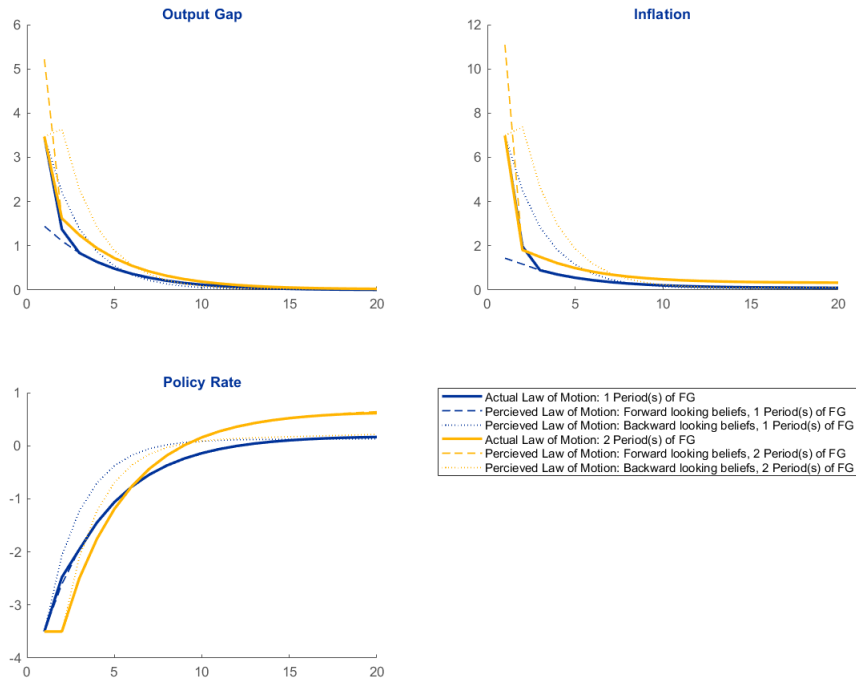 Output Gap
6
5
4
3
2
1
0
0 5 10 15 20
Inflation
12
10
8
6
4
2
0
0 5 10 15 20
Policy Rate
1
0
-1
-2
-3
-4
0 5 10 15 20
Actual Law of Motion: 1 Period(s) of FG
Percieved Law of Motion: Forward looking beliefs, 1 Period(s) of FG
Percieved Law of Motion: Backward looking beliefs, 1 Period(s) of FG
Actual Law of Motion: 2 Period(s) of FG
Percieved Law of Motion: Forward looking beliefs, 2 Period(s) of FG
Percieved Law of Motion: Backward looking beliefs, 2 Period(s) of FG